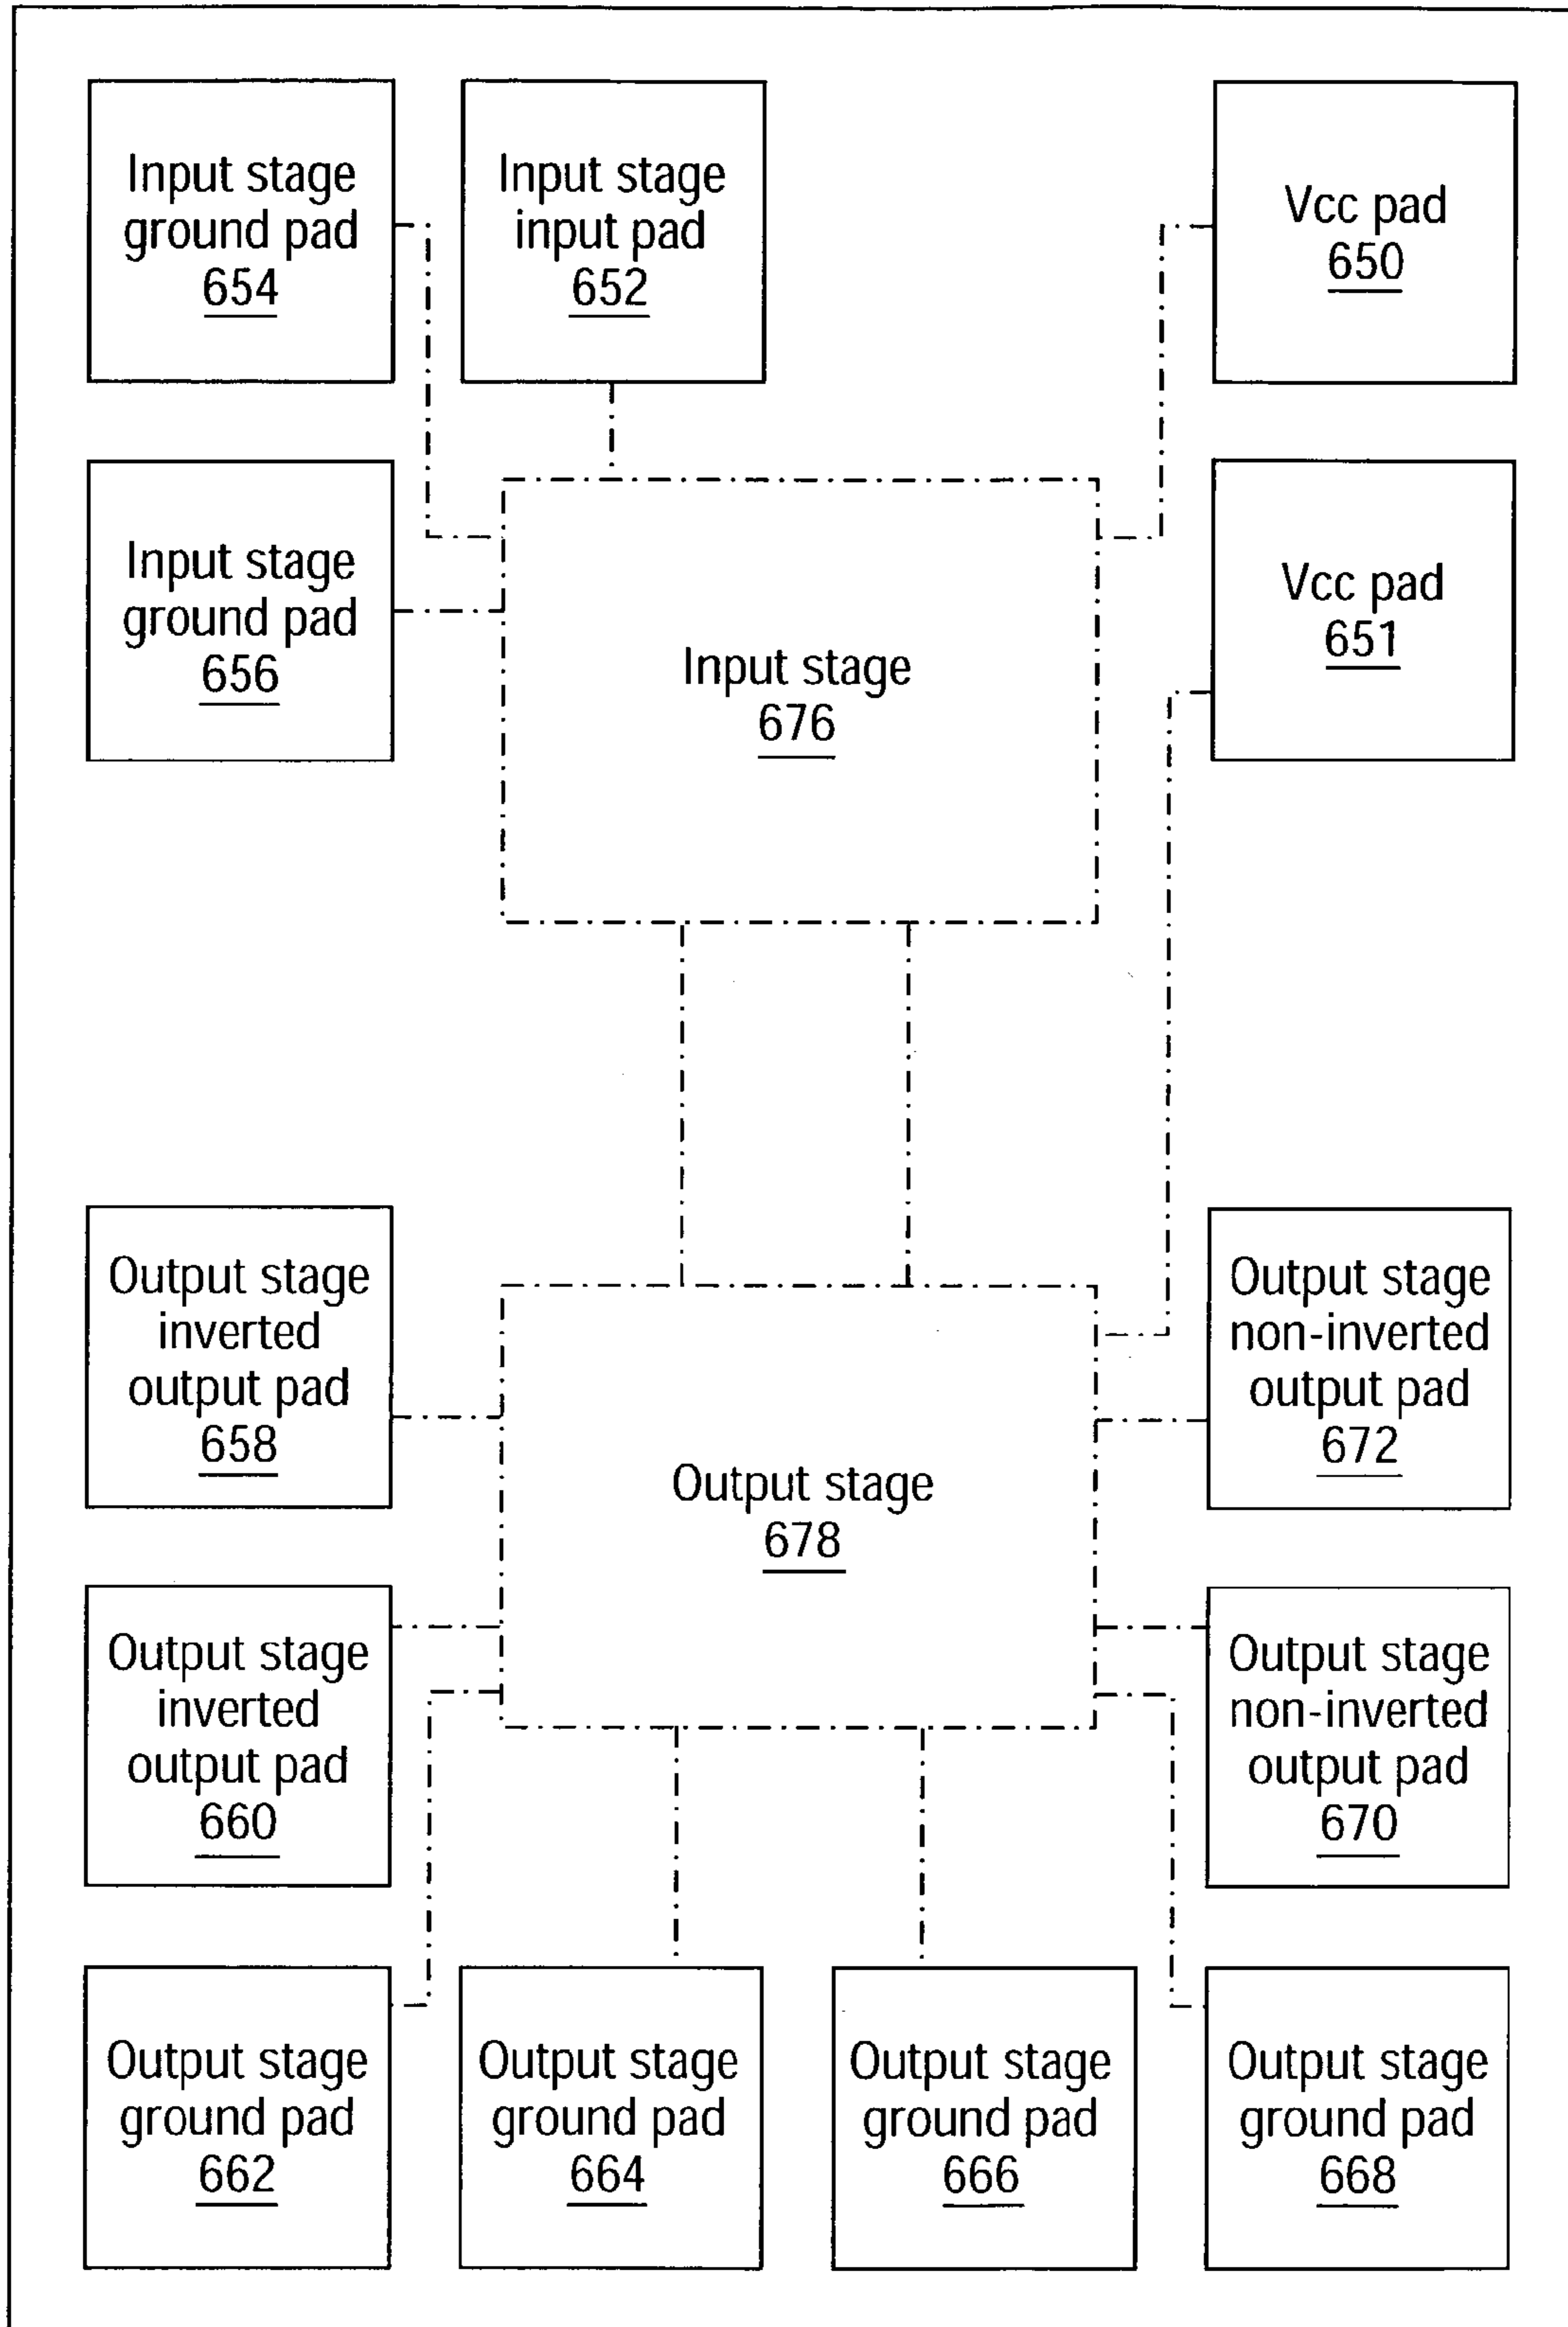 Input stage
ground pad
654
Input stage
input pad
652
Vcc pad
650
Input stage
ground pad
656
Input stage
676
Vcc pad
651
Output stage
inverted
output pad
658
Output stage
678
Output stage
non-inverted
output pad
672
Output stage
inverted
output pad
660
Output stage
non-inverted
output pad
670
Output stage
ground pad
662
Output stage
ground pad
664
Output stage
ground pad
666
Output stage
ground pad
668